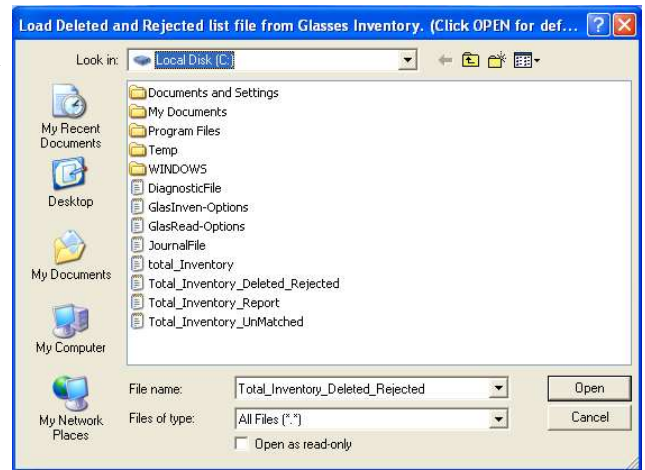 Load Deleted and Rejected list file from Glasses Inventory. (Click OPEN for def...
Look in:
Local Disk (C:)
My Recent
Documents
Desktop
My Documents
My Computer
My Network
Places
Documents and Settings
My Documents
Program Files
Temp
WINDOWS
DiagnosticFile
GlasInven-Options
GlasRead-Options
JournalFile
total_Inventory
Total_Inventory_Deleted_Rejected
Total_Inventory_Report
Total_Inventory_UnMatched
File name:
Total_Inventory_Deleted_Rejected
Open
Files of type:
All Files (*.*)
Cancel
Open as read-only